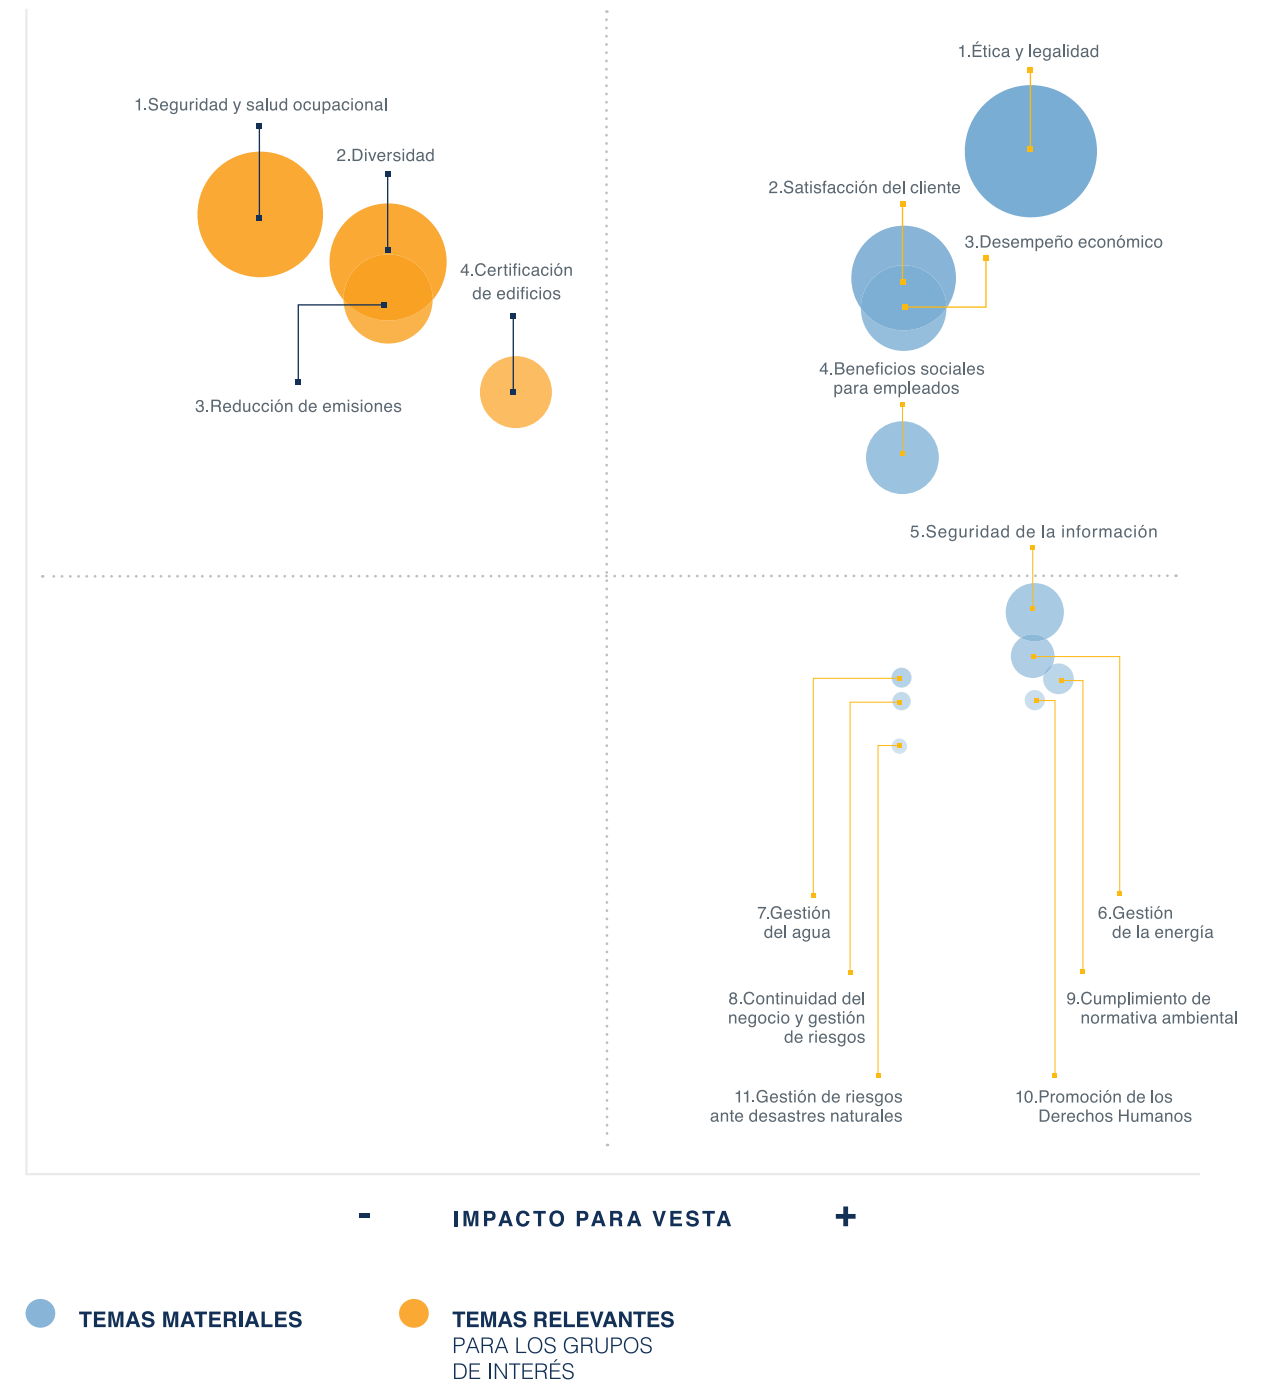 1.Ética y legalidad
1.Seguridad y salud ocupacional
2.Diversidad
2.Satisfacción del cliente
3.Desempeño económico
4.Certificación
de edificios
4.Beneficios sociales
para empleados
3.Reducción de emisiones
5.Seguridad de la información
7.Gestión
del agua
6.Gestión
de la energía
8.Continuidad del
negocio y gestión
de riesgos
9.Cumplimiento de
normativa ambiental
11.Gestión de riesgos
ante desastres naturales
10.Promoción de los
Derechos Humanos
- IMPACTO PARA VESTA +
TEMAS MATERIALES
TEMAS RELEVANTES
PARA LOS GRUPOS
DE INTERÉS